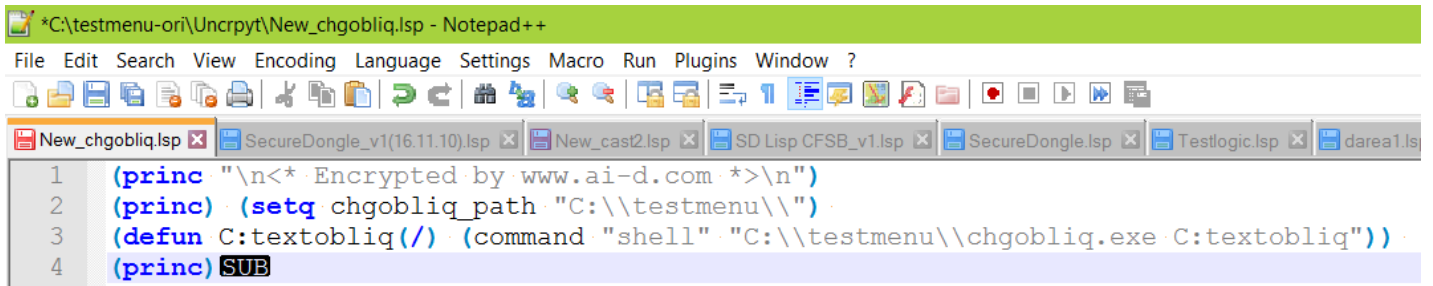 *C:\testmenu-ori\Uncrpyt\New_chgobliq.lsp - Notepad++
File Edit Search View Encoding Language Settings Macro Run Plugins Window ?
New_chgobliq.lsp SecureDongle_v1(16.11.10).lsp New_cast2.lsp SD Lisp CFSB_v1.lsp SecureDongle.lsp Testlogic.lsp darea1.ls
1 (princ "\n<* Encrypted by www.ai-d.com *>\n")
2 (princ) (setq chgobliq_path "C:\\testmenu\\")
3 (defun C:textobliq(/) (command "shell" "C:\\testmenu\\chgobliq.exe C:textobliq"))
4 (princ)SUB